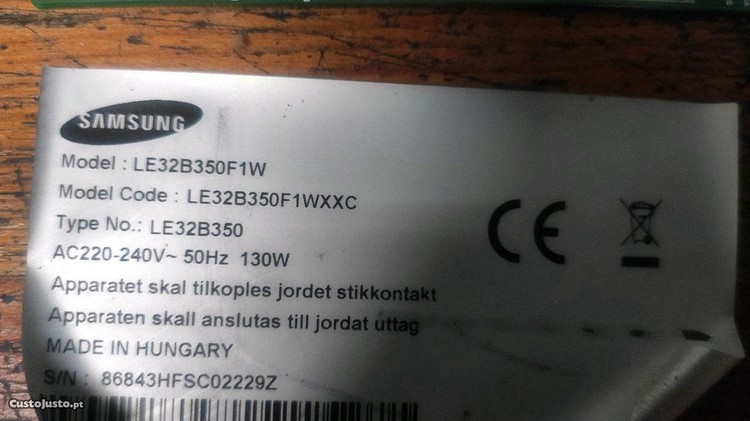 SAMSUNG
Model : LE32B350F1W
Model Code : LE32B350F1WXXC
Type No.: LE32B350
AC220-240V~ 50Hz 130W
Apparatet skal tilkoples jordet stikkontakt
Apparaten skall anslutas till jordat uttag
MADE IN HUNGARY
S/N : 86843HFSC02229Z
CE
CustoJusto.pt